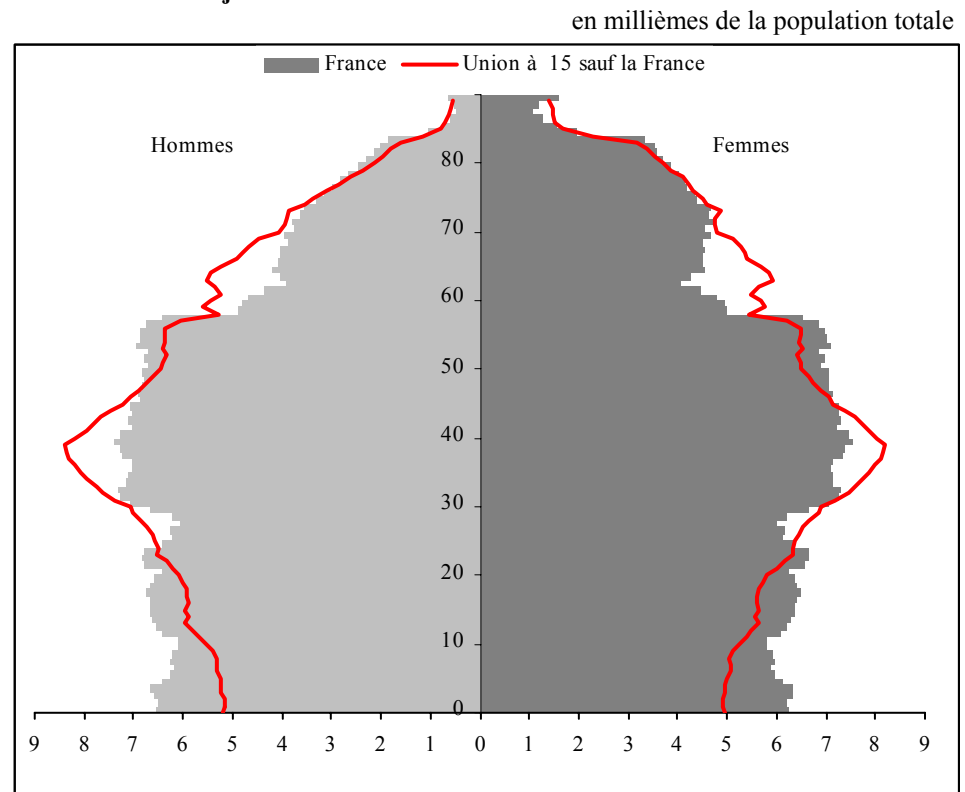 en millièmes de la population totale
France Union à 15 sauf la France
Hommes Femmes
80
70
60
50
40
30
20
10
0
9 8 7 6 5 4 3 2 1 0 1 2 3 4 5 6 7 8 9